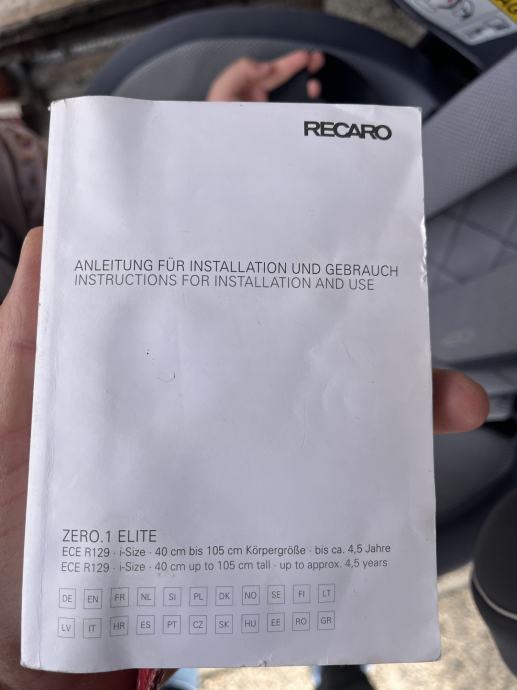 RECARO
ANLEITUNG FÜR INSTALLATION UND GEBRAUCH
INSTRUCTIONS FOR INSTALLATION AND USE
ZERO.1 ELITE
ECE R129 · i-Size · 40 cm bis 105 cm Körpergröße · bis ca. 4,5 Jahre
ECE R129 · i-Size · 40 cm up to 105 cm tall · up to approx. 4,5 years
DE EN FR NL SI PL DK NO SE FI LT
LV IT HR ES PT CZ SK HU EE RO GR